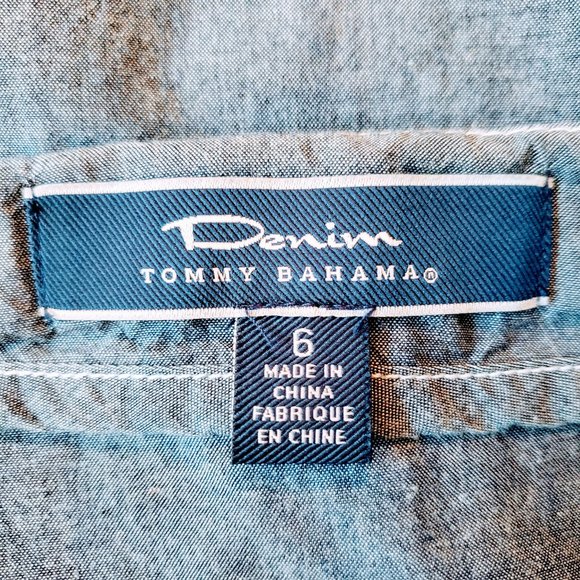 Denim
TOMMY BAHAMA®
6
MADE IN
CHINA
FABRIQUE
EN CHINE